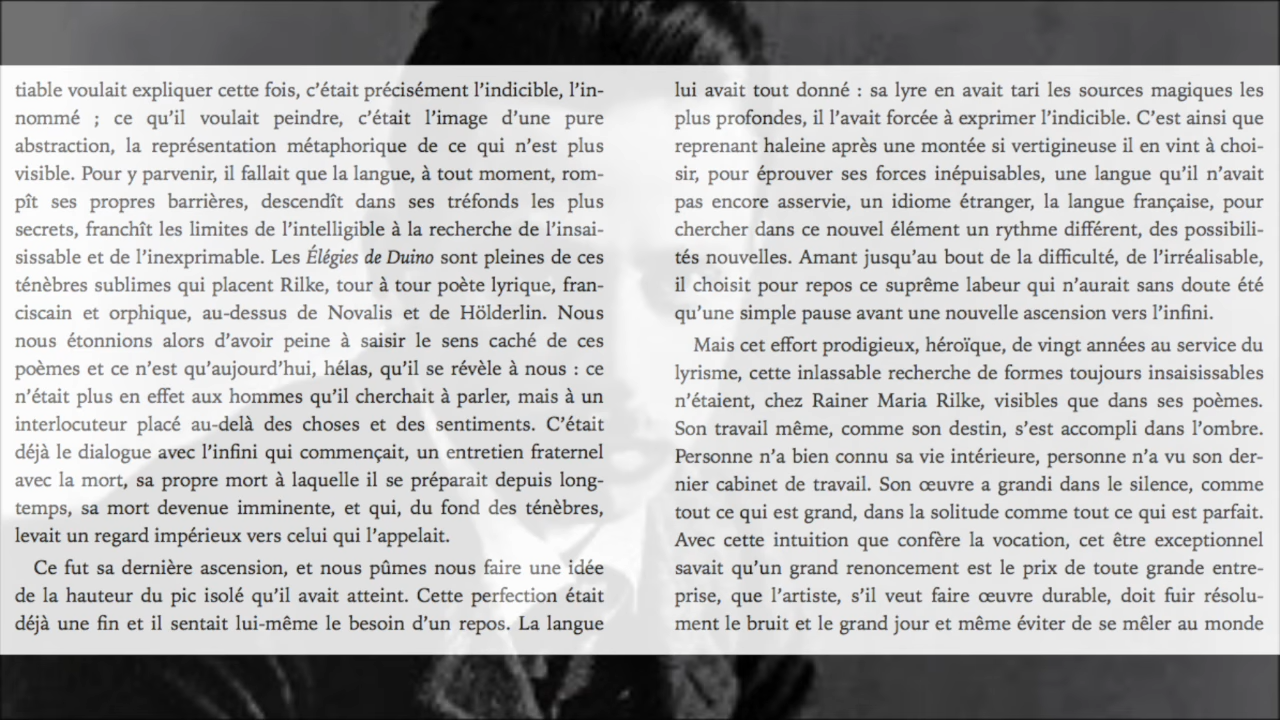 tiable voulait expliquer cette fois, c’était précisément l’indicible, l’in-
nommé ; ce qu’il voulait peindre, c’était l’image d’une pure
abstraction, la représentation métaphorique de ce qui n’est plus
visible. Pour y parvenir, il fallait que la langue, à tout moment, rom-
pît ses propres barrières, descendît dans ses tréfonds les plus
secrets, franchît les limites de l’intelligible à la recherche de l’insai-
sissable et de l’inexprimable. Les Élégies de Duino sont pleines de ces
ténèbres sublimes qui placent Rilke, tour à tour poète lyrique, fran-
ciscain et orphique, au-dessus de Novalis et de Hölderlin. Nous
nous étonnions alors d’avoir peine à saisir le sens caché de ces
poèmes et ce n’est qu’aujourd’hui, hélas, qu’il se révèle à nous : ce
n’était plus en effet aux hommes qu’il cherchait à parler, mais à un
interlocuteur placé au-delà des choses et des sentiments. C’était
déjà le dialogue avec l’infini qui commençait, un entretien fraternel
avec la mort, sa propre mort à laquelle il se préparait depuis long-
temps, sa mort devenue imminente, et qui, du fond des ténèbres,
levait un regard impérieux vers celui qui l’appelait.
Ce fut sa dernière ascension, et nous pûmes nous faire une idée
de la hauteur du pic isolé qu’il avait atteint. Cette perfection était
déjà une fin et il sentait lui-même le besoin d’un repos. La langue
lui avait tout donné : sa lyre en avait tari les sources magiques les
plus profondes, il l’avait forcée à exprimer l’indicible. C’est ainsi que
reprenant haleine après une montée si vertigineuse il en vint à choi-
sir, pour éprouver ses forces inépuisables, une langue qu’il n’avait
pas encore asservie, un idiome étranger, la langue française, pour
chercher dans ce nouvel élément un rythme différent, des possibili-
tés nouvelles. Amant jusqu’au bout de la difficulté, de l’irréalisable,
il choisit pour repos ce suprême labeur qui n’aurait sans doute été
qu’une simple pause avant une nouvelle ascension vers l’infini.
Mais cet effort prodigieux, héroïque, de vingt années au service du
lyrisme, cette inlassable recherche de formes toujours insaisissables
n’étaient, chez Rainer Maria Rilke, visibles que dans ses poèmes.
Son travail même, comme son destin, s’est accompli dans l’ombre.
Personne n’a bien connu sa vie intérieure, personne n’a vu son der-
nier cabinet de travail. Son œuvre a grandi dans le silence, comme
tout ce qui est grand, dans la solitude comme tout ce qui est parfait.
Avec cette intuition que confère la vocation, cet être exceptionnel
savait qu’un grand renoncement est le prix de toute grande entre-
prise, que l’artiste, s’il veut faire œuvre durable, doit fuir résolu-
ment le bruit et le grand jour et même éviter de se mêler au monde